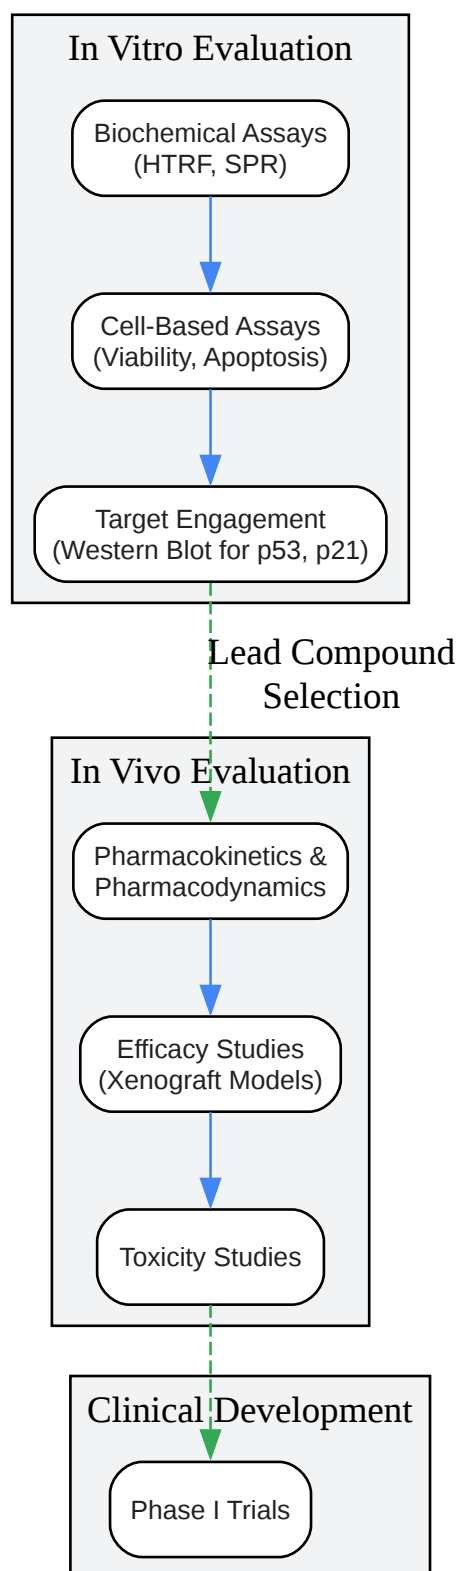 In Vitro Evaluation
Biochemical Assays
(HTRF, SPR)
Cell-Based Assays
(Viability, Apoptosis)
Target Engagement
(Western Blot for p53, p21)
Lead Compound
Selection
In Vivo Evaluation
Pharmacokinetics &
Pharmacodynamics
Efficacy Studies
(Xenograft Models)
Toxicity Studies
Clinical Development
Phase I Trials